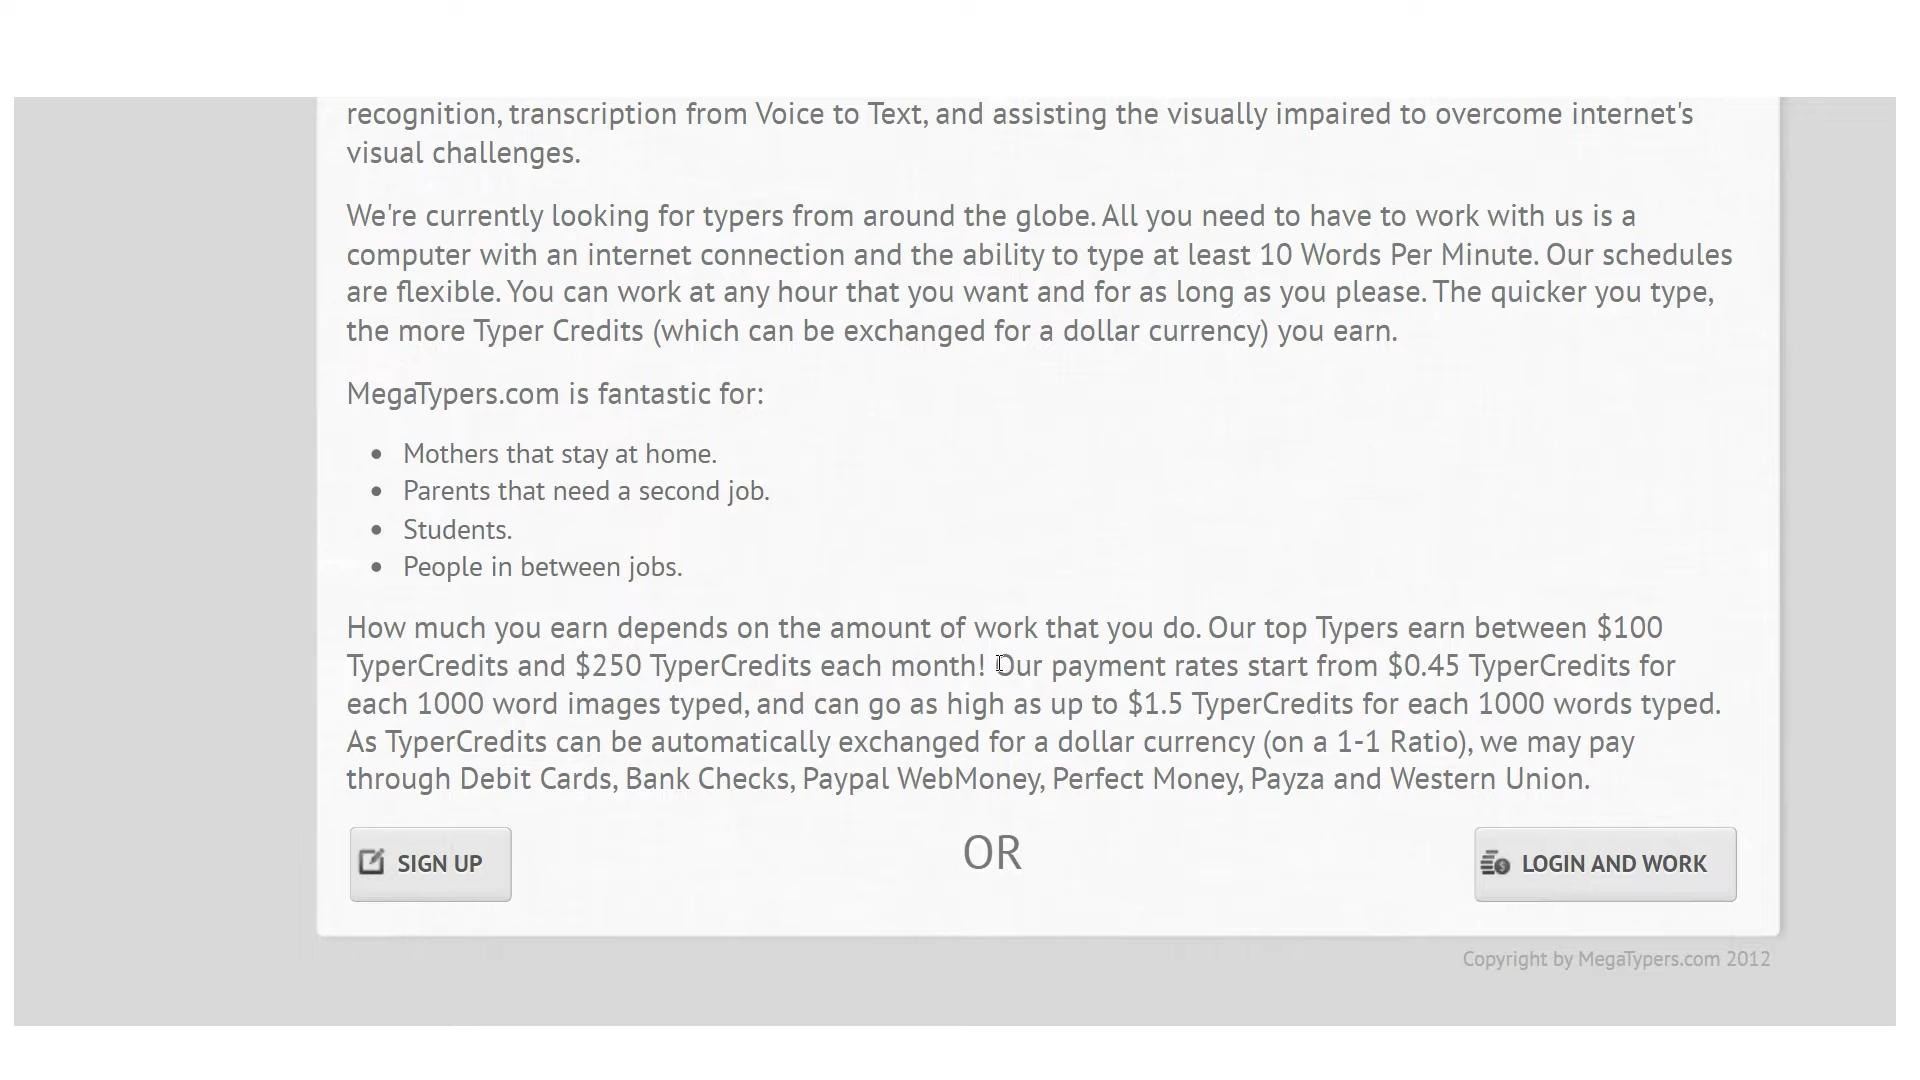 recognition, transcription from Voice to Text, and assisting the visually impaired to overcome internet's
visual challenges.
We're currently looking for typers from around the globe. All you need to have to work with us is a
computer with an internet connection and the ability to type at least 10 Words Per Minute. Our schedules
are flexible. You can work at any hour that you want and for as long as you please. The quicker you type,
the more Typer Credits (which can be exchanged for a dollar currency) you earn.
MegaTypers.com is fantastic for:
• Mothers that stay at home.
• Parents that need a second job.
• Students.
• People in between jobs.
How much you earn depends on the amount of work that you do. Our top Typers earn between $100
TyperCredits and $250 TyperCredits each month! Our payment rates start from $0.45 TyperCredits for
each 1000 word images typed, and can go as high as up to $1.5 TyperCredits for each 1000 words typed.
As TyperCredits can be automatically exchanged for a dollar currency (on a 1-1 Ratio), we may pay
through Debit Cards, Bank Checks, Paypal WebMoney, Perfect Money, Payza and Western Union.
SIGN UP
OR
LOGIN AND WORK
Copyright by MegaTypers.com 2012